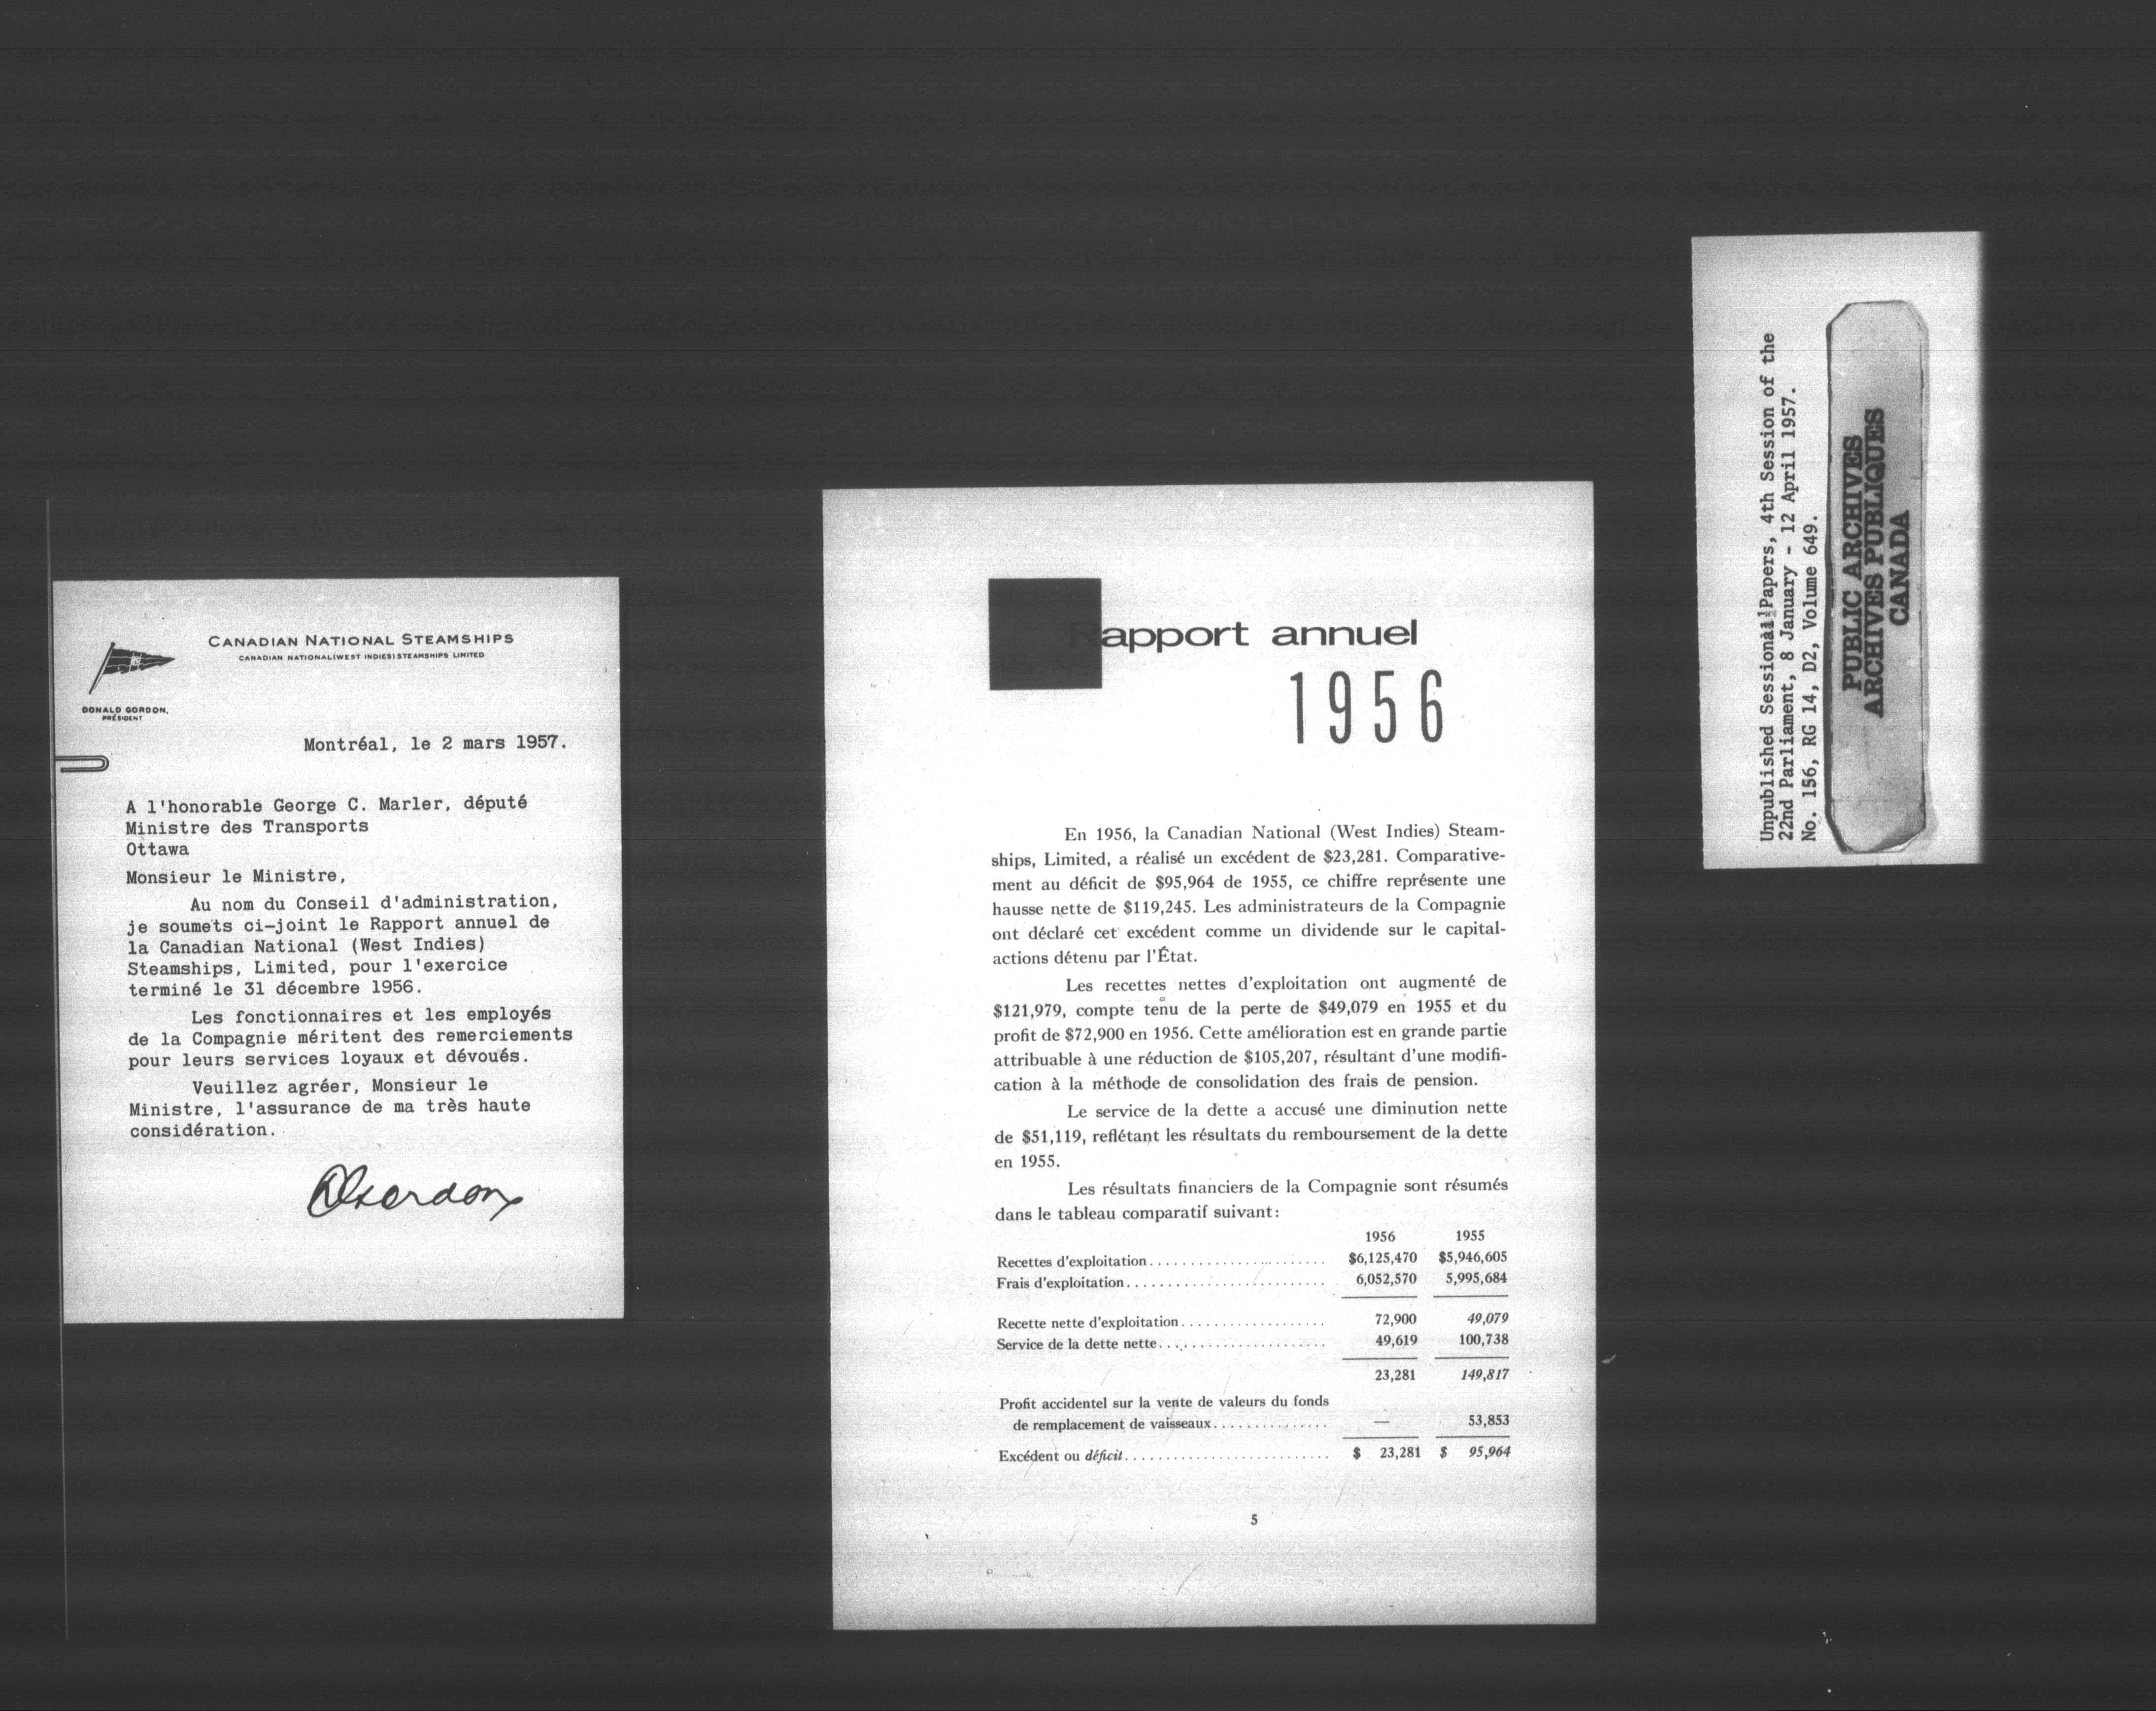 CANADIAN NATIONAL STEAMSHIPS
CANADIAN NATIONAL (WEST INDIES) STEAMSHIPS LIMITED
DONALD GORDON,
PRÉSIDENT
Montréal, le 2 mars 1957.
A l'honorable George C. Marler, député
Ministre des Transports
Ottawa
Monsieur le Ministre,
Au nom du Conseil d'administration,
je soumets ci-joint le Rapport annuel de
la Canadian National (West Indies)
Steamships, Limited, pour l'exercice
terminé le 31 décembre 1956.
Les fonctionnaires et les employés
de la Compagnie méritent des remerciements
pour leurs services loyaux et dévoués.
Veuillez agréer, Monsieur le
Ministre, l'assurance de ma très haute
considération.
DGordon
Rapport annuel
1956
En 1956, la Canadian National (West Indies) Steam-
ships, Limited, a réalisé un excédent de $23,281. Comparative-
ment au déficit de $95,964 de 1955, ce chiffre représente une
hausse nette de $119,245. Les administrateurs de la Compagnie
ont déclaré cet excédent comme un dividende sur le capital-
actions détenu par l'État.
Les recettes nettes d'exploitation ont augmenté de
$121,979, compte tenu de la perte de $49,079 en 1955 et du
profit de $72,900 en 1956. Cette amélioration est en grande partie
attribuable à une réduction de $105,207, résultant d'une modifi-
cation à la méthode de consolidation des frais de pension.
Le service de la dette a accusé une diminution nette
de $51,119, reflétant les résultats du remboursement de la dette
en 1955.
Les résultats financiers de la Compagnie sont résumés
dans le tableau comparatif suivant:
1956 1955
Recettes d'exploitation........................ $6,125,470 $5,946,605
Frais d'exploitation........................ 6,052,570 5,995,684
Recette nette d'exploitation................... 72,900 49,079
Service de la dette nette...................... 49,619 100,738
23,281 149,817
Profit accidentel sur la vente de valeurs du fonds
de remplacement de vaisseaux............... — 53,853
Excédent ou déficit.......................... $ 23,281 $ 95,964
5
Unpublished Sessional Papers, 4th Session of the
22nd Parliament, 8 January - 12 April 1957.
No. 156, RG 14, D2, Volume 649.
PUBLIC ARCHIVES
ARCHIVES PUBLIQUES
CANADA